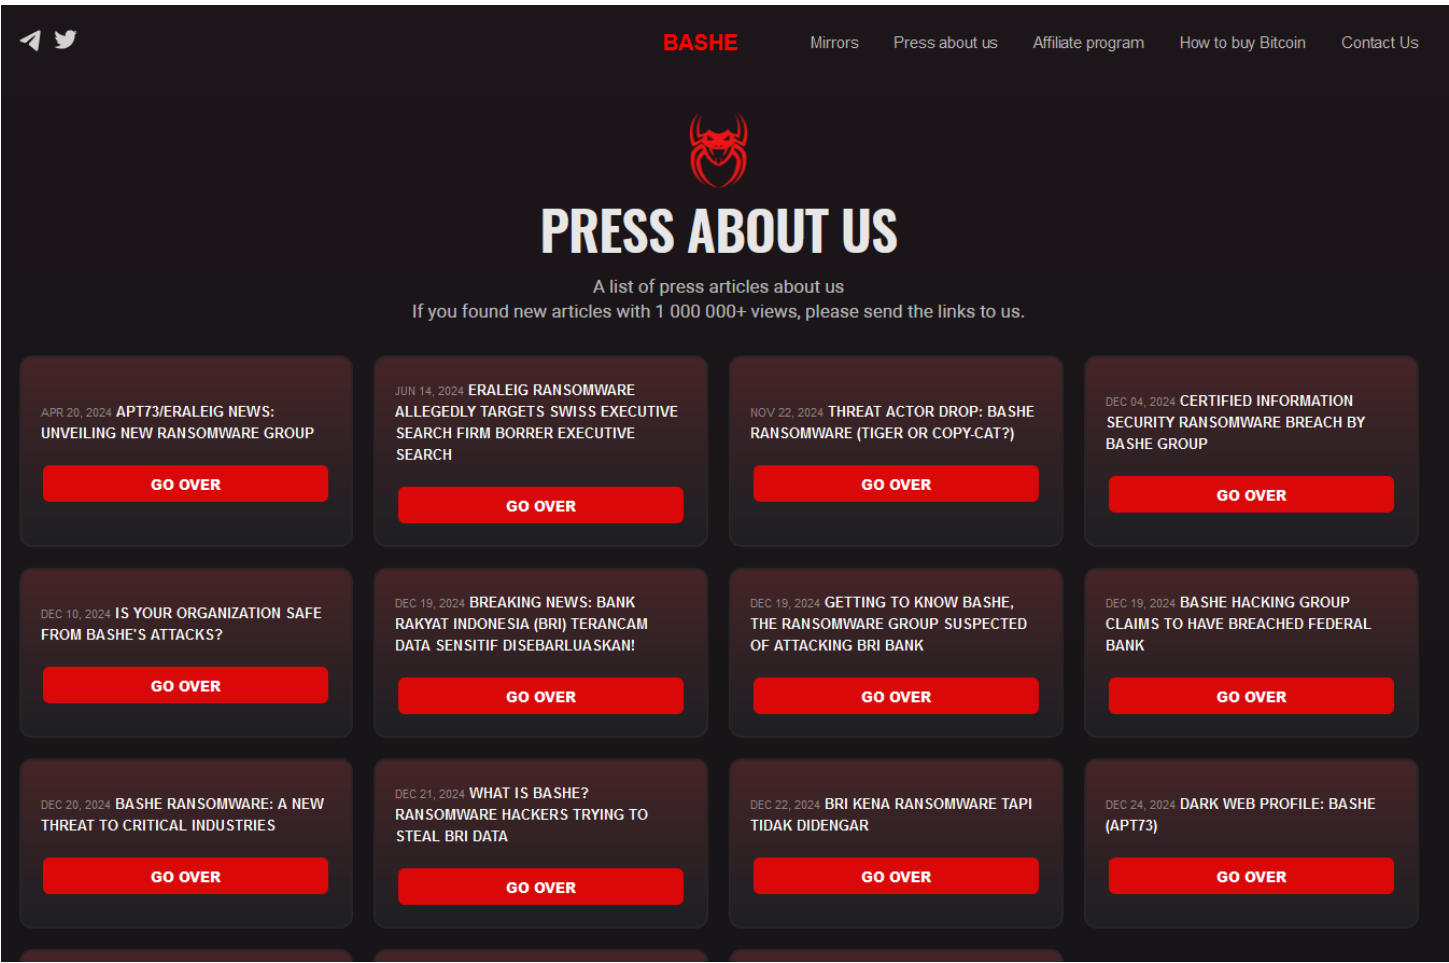 BASHE
Mirrors
Press about us
Affiliate program
How to buy Bitcoin
Contact Us
PRESS ABOUT US
A list of press articles about us
If you found new articles with 1 000 000+ views, please send the links to us.
APR 20, 2024 APT73/ERALEIG NEWS:
UNVEILING NEW RANSOMWARE GROUP
GO OVER
JUN 14, 2024 ERALEIG RANSOMWARE
ALLEGEDLY TARGETS SWISS EXECUTIVE
SEARCH FIRM BORRER EXECUTIVE
SEARCH
GO OVER
NOV 22, 2024 THREAT ACTOR DROP: BASHE
RANSOMWARE (TIGER OR COPY-CAT?)
GO OVER
DEC 04, 2024 CERTIFIED INFORMATION
SECURITY RANSOMWARE BREACH BY
BASHE GROUP
GO OVER
DEC 10, 2024 IS YOUR ORGANIZATION SAFE
FROM BASHE'S ATTACKS?
GO OVER
DEC 19, 2024 BREAKING NEWS: BANK
RAKYAT INDONESIA (BRI) TERANCAM
DATA SENSITIF DISEBARLUASKAN!
GO OVER
DEC 19, 2024 GETTING TO KNOW BASHE,
THE RANSOMWARE GROUP SUSPECTED
OF ATTACKING BRI BANK
GO OVER
DEC 19, 2024 BASHE HACKING GROUP
CLAIMS TO HAVE BREACHED FEDERAL
BANK
GO OVER
DEC 20, 2024 BASHE RANSOMWARE: A NEW
THREAT TO CRITICAL INDUSTRIES
GO OVER
DEC 21, 2024 WHAT IS BASHE?
RANSOMWARE HACKERS TRYING TO
STEAL BRI DATA
GO OVER
DEC 22, 2024 BRI KENA RANSOMWARE TAPI
TIDAK DIDENGAR
GO OVER
DEC 24, 2024 DARK WEB PROFILE: BASHE
(APT73)
GO OVER